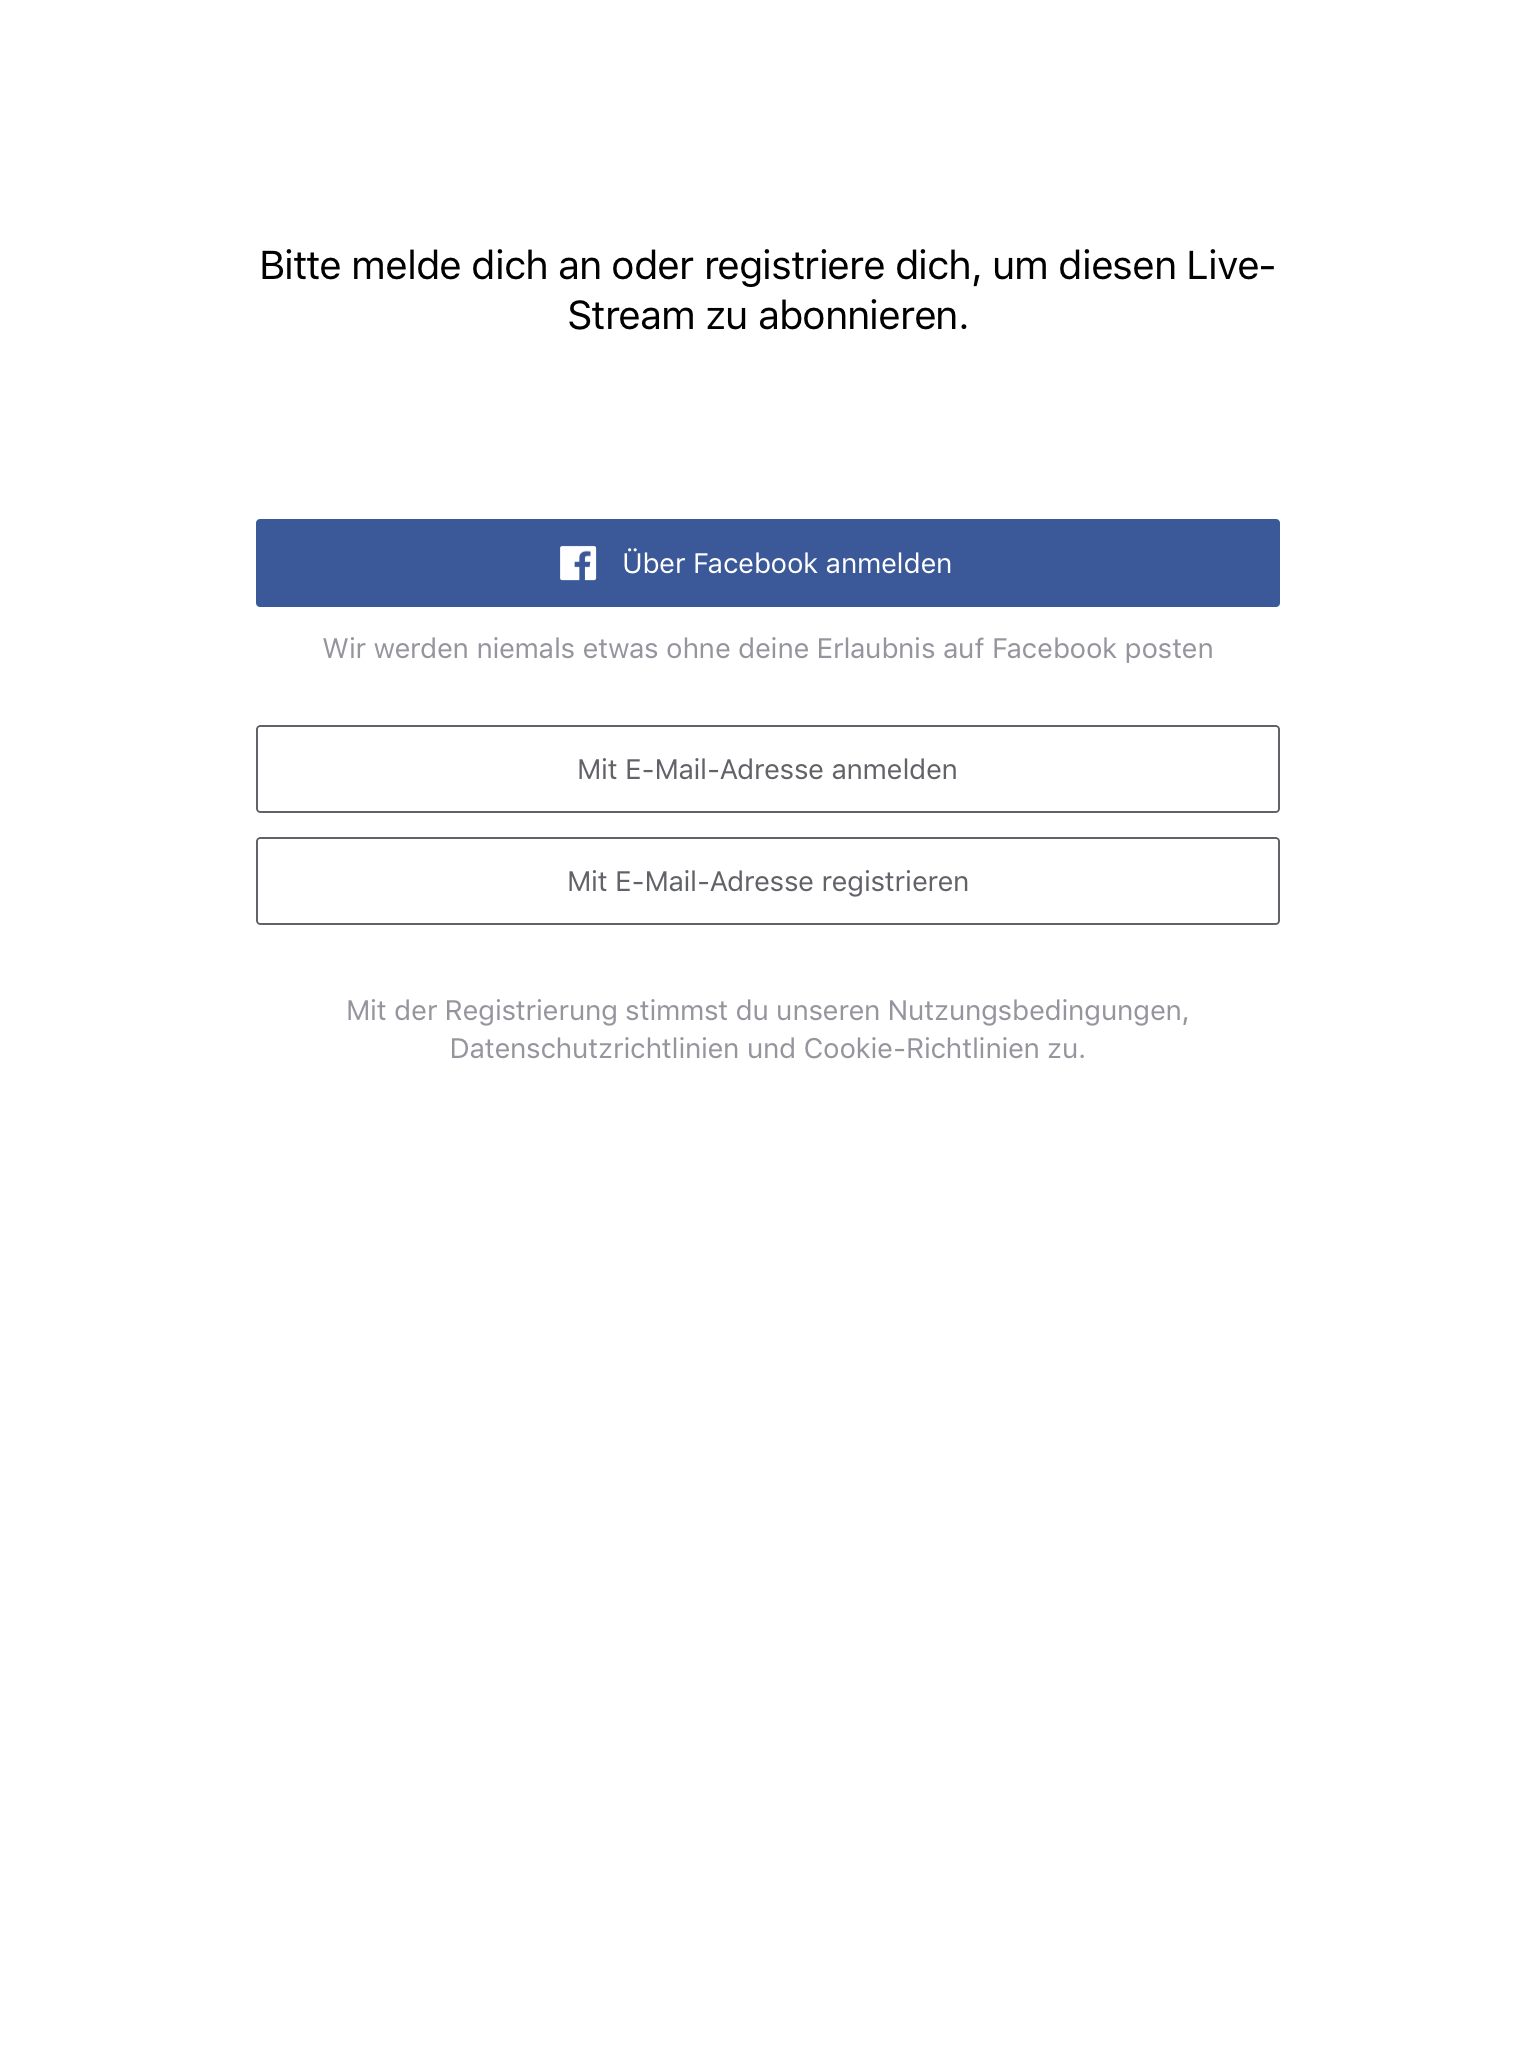 Bitte melde dich an oder registriere dich, um diesen Live-
Stream zu abonnieren.
Über Facebook anmelden
Wir werden niemals etwas ohne deine Erlaubnis auf Facebook posten
Mit E-Mail-Adresse anmelden
Mit E-Mail-Adresse registrieren
Mit der Registrierung stimmst du unseren Nutzungsbedingungen,
Datenschutzrichtlinien und Cookie-Richtlinien zu.